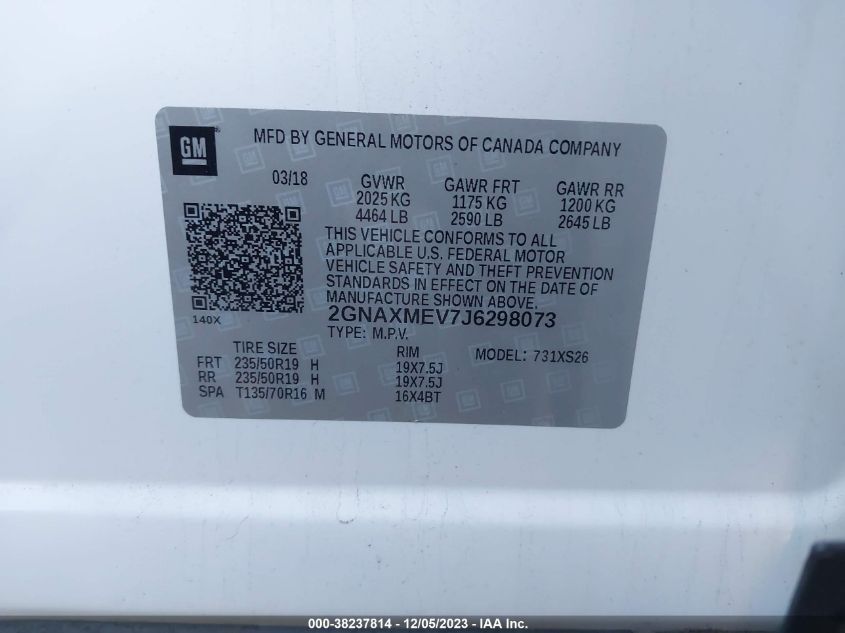 GM
MFD BY GENERAL MOTORS OF CANADA COMPANY
03/18 GVWR GAWR FRT GAWR RR
2025 KG 1175 KG 1200 KG
4464 LB 2590 LB 2645 LB
THIS VEHICLE CONFORMS TO ALL
APPLICABLE U.S. FEDERAL MOTOR
VEHICLE SAFETY AND THEFT PREVENTION
STANDARDS IN EFFECT ON THE DATE OF
MANUFACTURE SHOWN ABOVE.
140X 2GNAXMEV7J6298073
TYPE: M.P.V.
TIRE SIZE RIM MODEL: 731XS26
FRT 235/50R19 H 19X7.5J
RR 235/50R19 H 19X7.5J
SPA T135/70R16 M 16X4BT
000-38237814 - 12/05/2023 - IAA Inc.